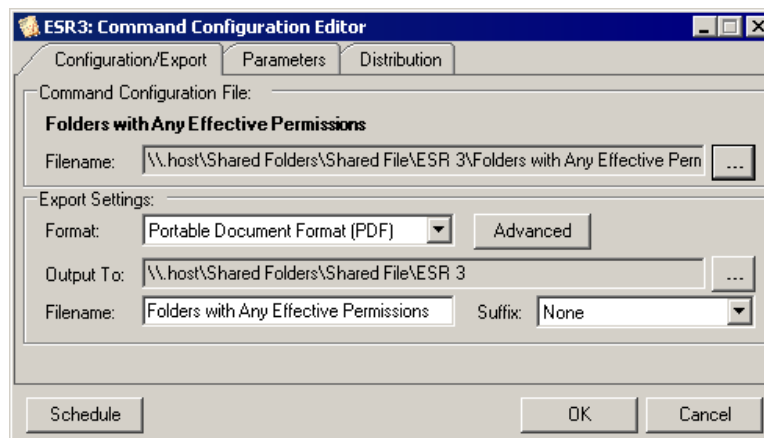 ESR3: Command Configuration Editor
Configuration/Export Parameters Distribution
Command Configuration File:
Folders with Any Effective Permissions
Filename: \\.host\Shared Folders\Shared File\ESR 3\Folders with Any Effective Perm ...
Export Settings:
Format: Portable Document Format (PDF) Advanced
Output To: \\.host\Shared Folders\Shared File\ESR 3 ...
Filename: Folders with Any Effective Permissions Suffix: None
Schedule OK Cancel